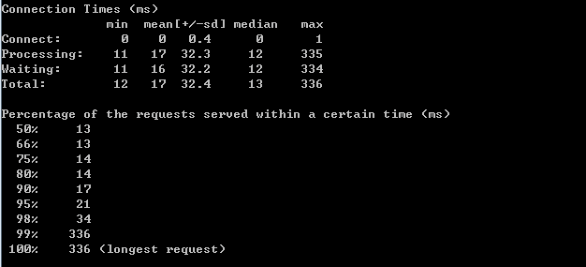 Connection Times (ms)
              min  mean[+/-sd] median   max
Connect:        0     0   0.4      0       1
Processing:    11    17  32.3     12     335
Waiting:       11    16  32.2     12     334
Total:         12    17  32.4     13     336

Percentage of the requests served within a certain time (ms)
  50%     13
  66%     13
  75%     14
  80%     14
  90%     17
  95%     21
  98%     34
  99%    336
 100%    336 (longest request)